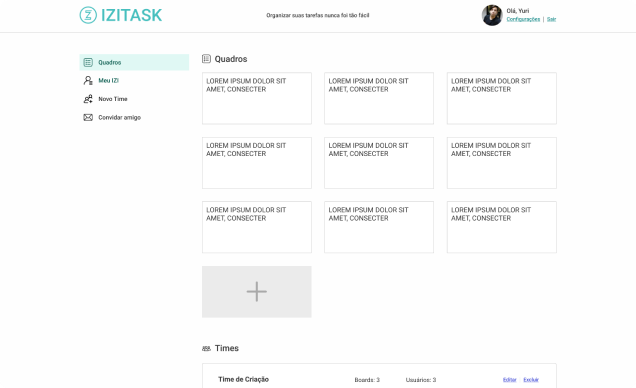 IZITASK
Organizar suas tarefas nunca foi tão fácil
Olá, Yuri
Configurações | Sair
Quadros
Meu IZI
Novo Time
Convidar amigo
Quadros
LOREM IPSUM DOLOR SIT
AMET, CONSECTER
LOREM IPSUM DOLOR SIT
AMET, CONSECTER
LOREM IPSUM DOLOR SIT
AMET, CONSECTER
LOREM IPSUM DOLOR SIT
AMET, CONSECTER
LOREM IPSUM DOLOR SIT
AMET, CONSECTER
LOREM IPSUM DOLOR SIT
AMET, CONSECTER
LOREM IPSUM DOLOR SIT
AMET, CONSECTER
LOREM IPSUM DOLOR SIT
AMET, CONSECTER
LOREM IPSUM DOLOR SIT
AMET, CONSECTER
Times
Time de Criação Boards: 3 Usuários: 3 Editar Excluir